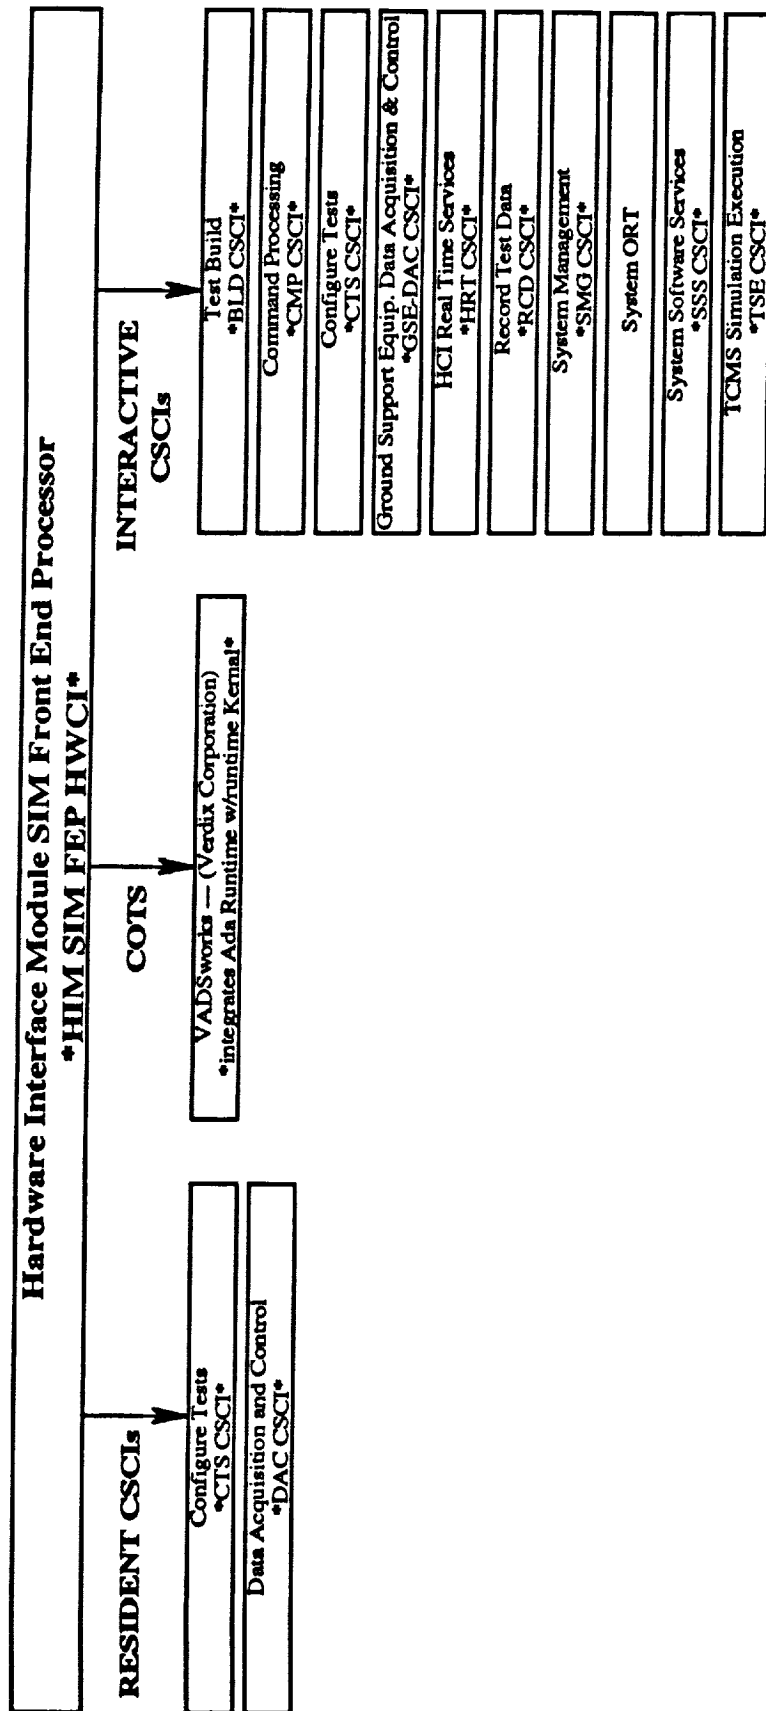 Hardware Interface Module SIM Front End Processor
*HIM SIM FEP HWCI*
RESIDENT CSCIs
Configure Tests
*CTS CSCI*
Data Acquisition and Control
*DAC CSCI*
COTS
VADSworks — (Verdix Corporation)
*integrates Ada Runtime w/runtime Kernal*
INTERACTIVE
CSCIs
Test Build
*BLD CSCI*
Command Processing
*CMP CSCI*
Configure Tests
*CTS CSCI*
Ground Support Equip. Data Acquisition & Control
*GSE-DAC CSCI*
HCI Real Time Services
*HRT CSCI*
Record Test Data
*RCD CSCI*
System Management
*SMG CSCI*
System ORT
System Software Services
*SSS CSCI*
TCMS Simulation Execution
*TSE CSCI*